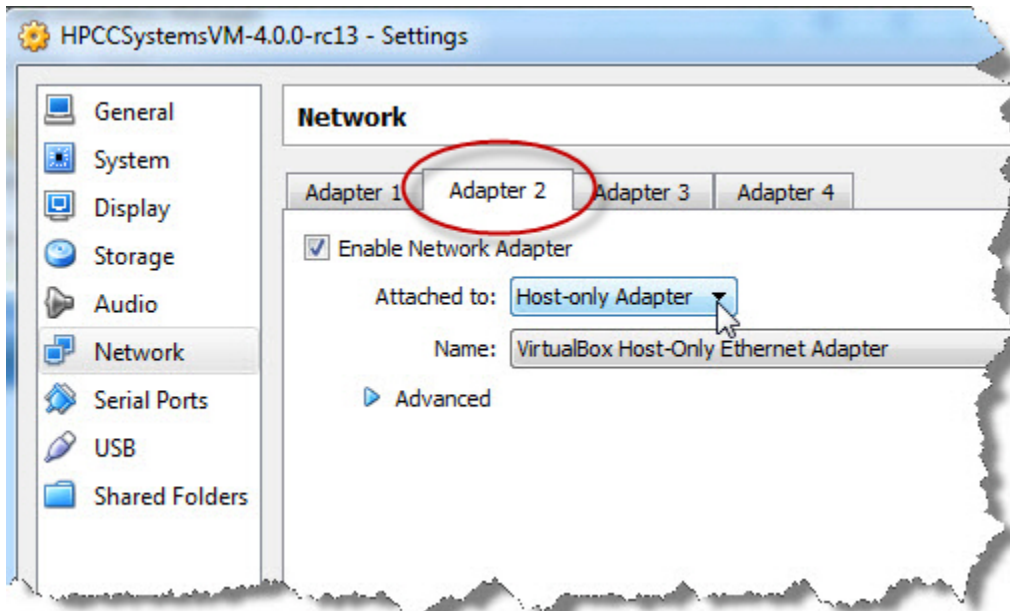 HPCCSystemsVM-4.0.0-rc13 - Settings
General
System
Display
Storage
Audio
Network
Serial Ports
USB
Shared Folders
Network
Adapter 1 Adapter 2 Adapter 3 Adapter 4
Enable Network Adapter
Attached to: Host-only Adapter
Name: VirtualBox Host-Only Ethernet Adapter
Advanced